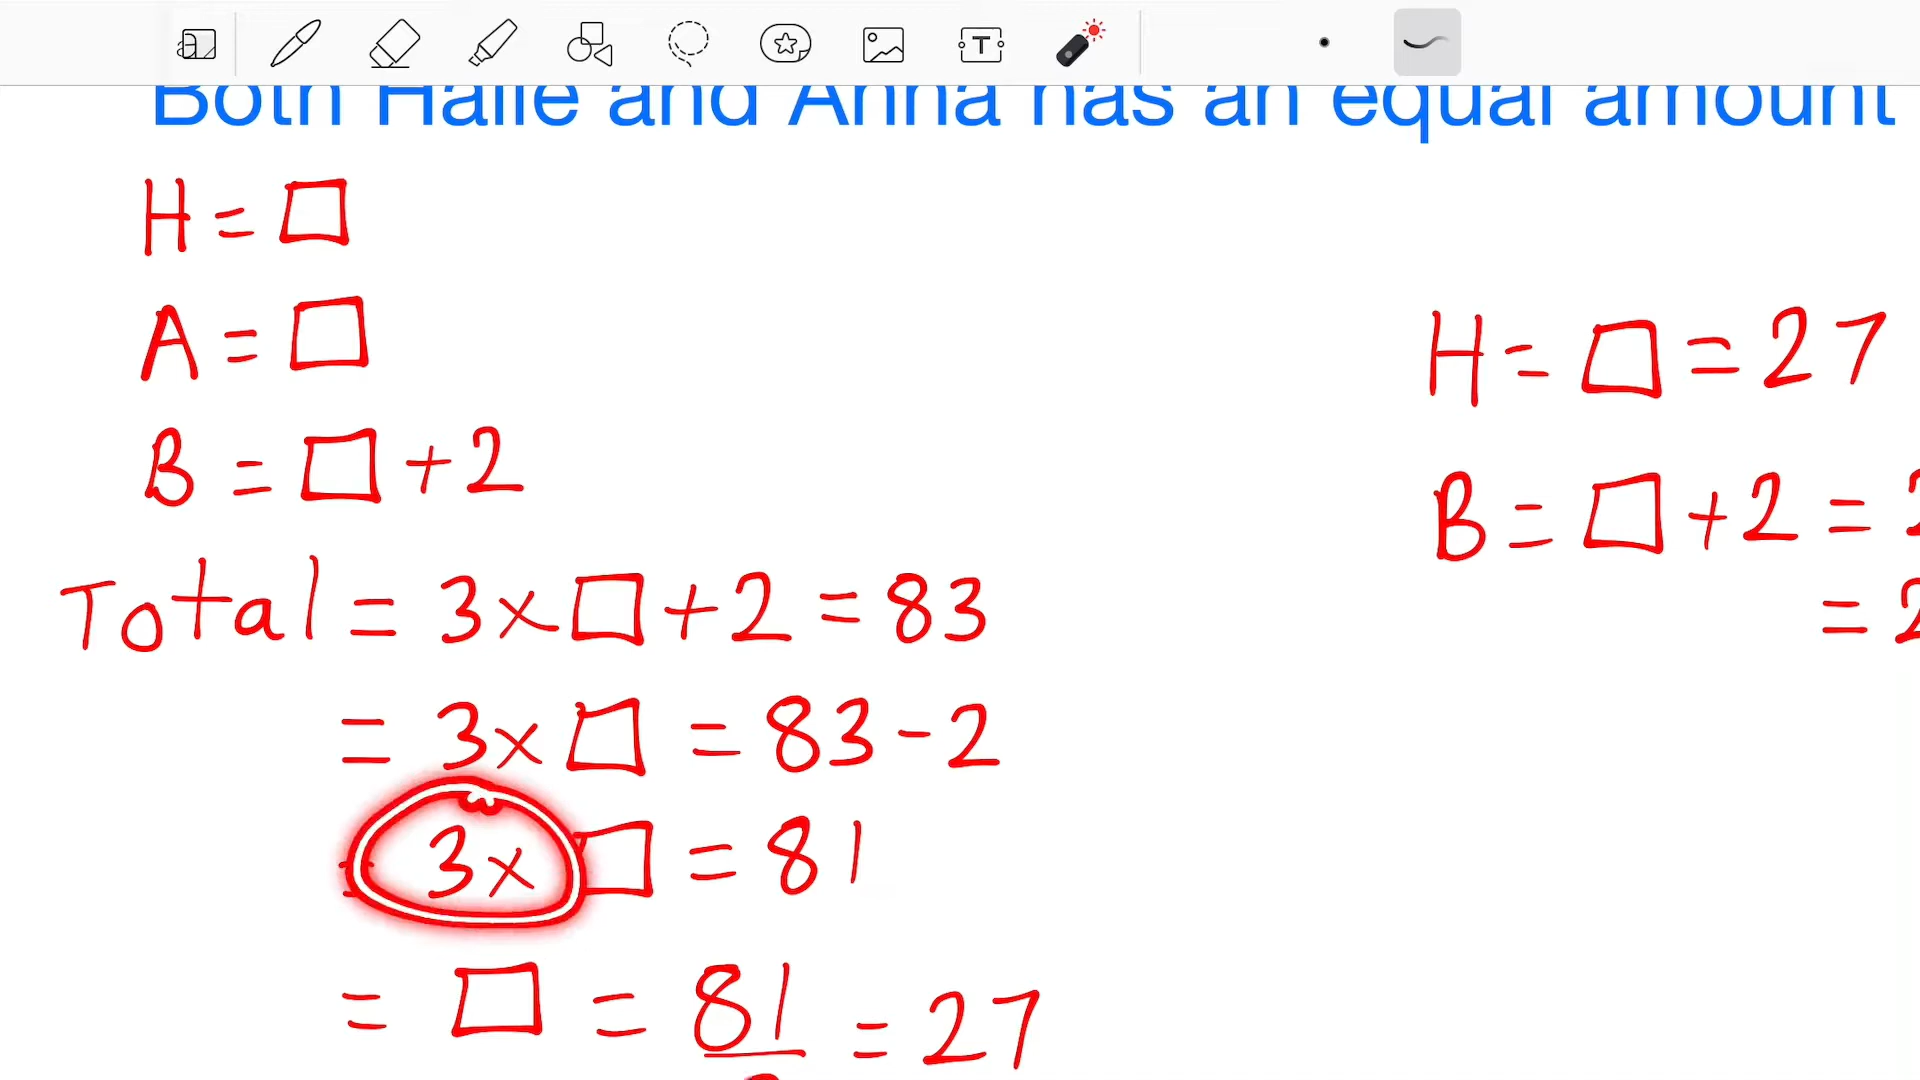 Both Halle and Anna has an equal amount
H = □
A = □
B = □ + 2
Total = 3 × □ + 2 = 83
= 3 × □ = 83 - 2
= 3 × □ = 81
= □ = 81 = 27
H = □ = 27
B = □ + 2 =
=